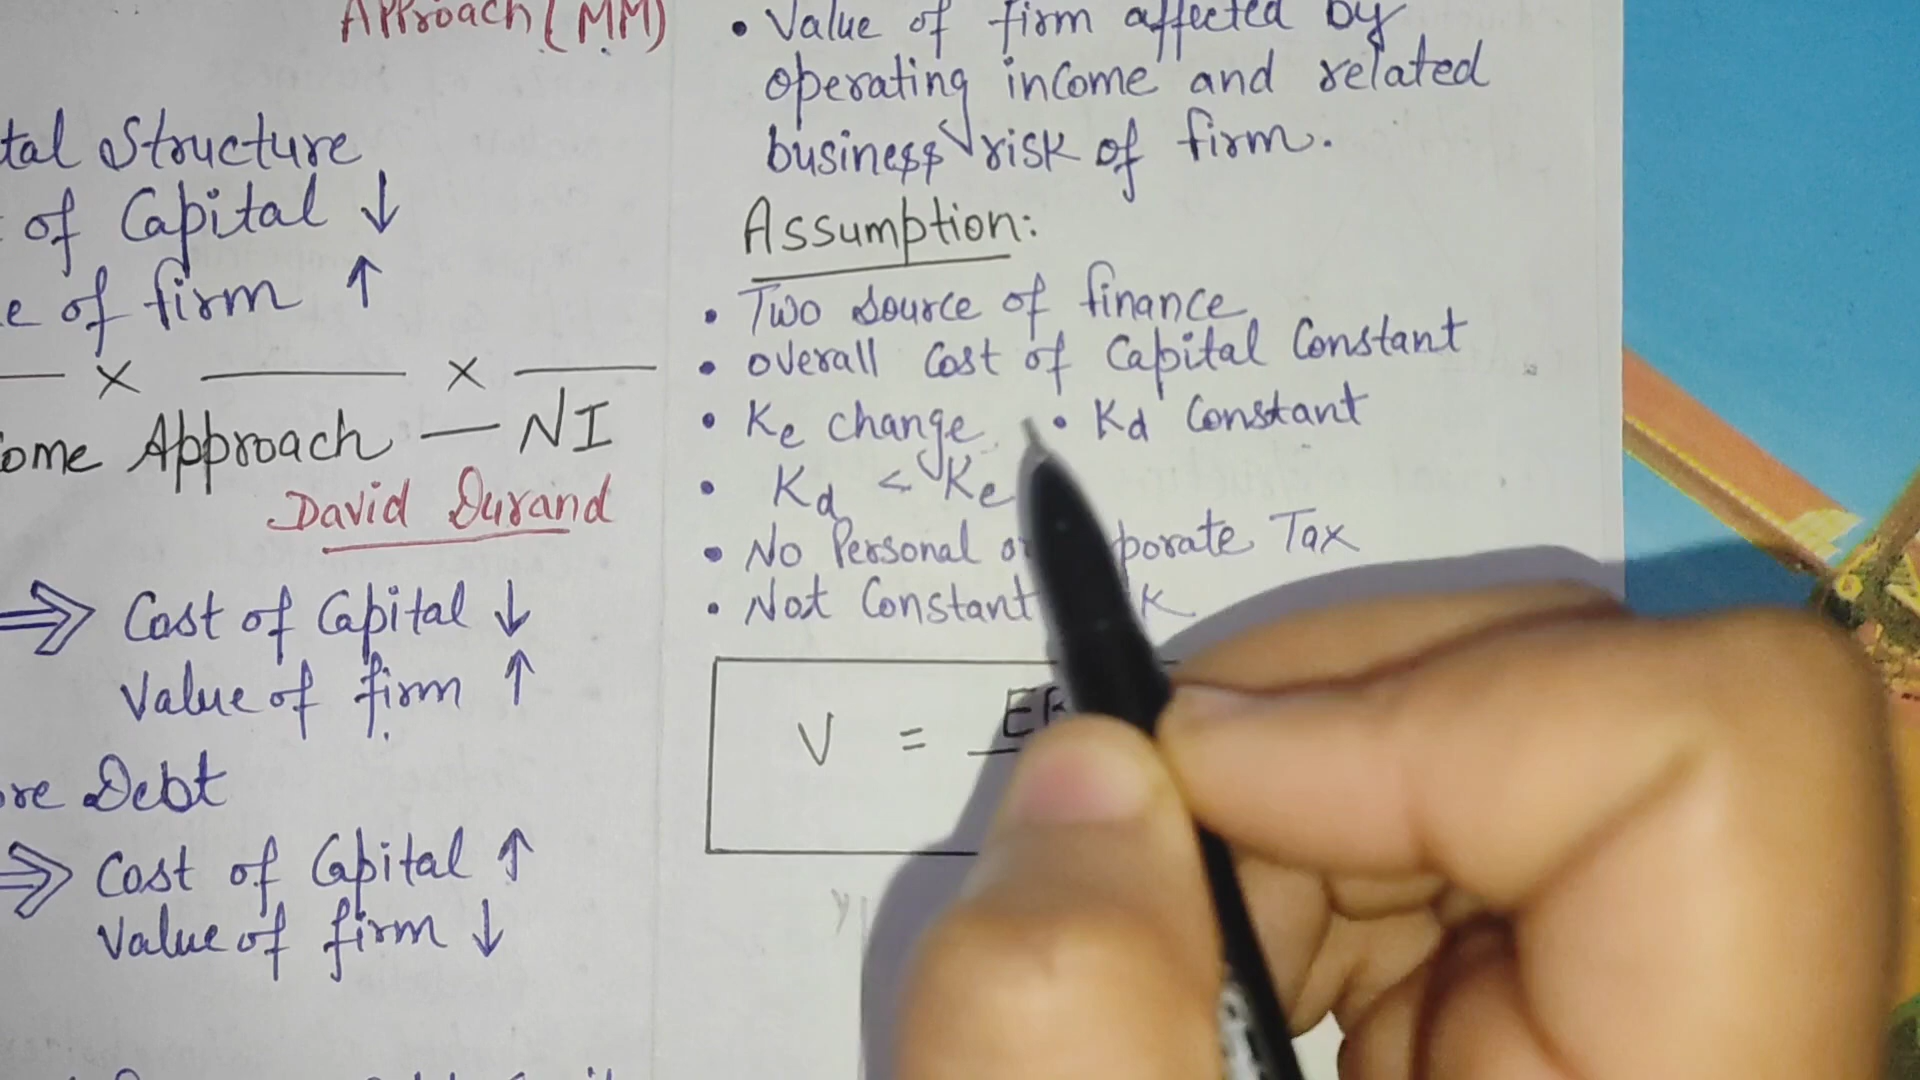 Approach (MM)
tal Structure
of Capital ↓
e of firm ↑
— × — × —
ome Approach — NI
David Durand
⇒ Cost of Capital ↓
Value of firm ↑
ore Debt
⇒ Cost of Capital ↑
Value of firm ↓
• Value of firm affected by
operating income and related
business risk of firm.
Assumption:
• Two source of finance
• overall cost of Capital Constant
• Ke change • Kd Constant
• Kd < Ke
• No Personal or porate Tax
• Not Constant K
V =